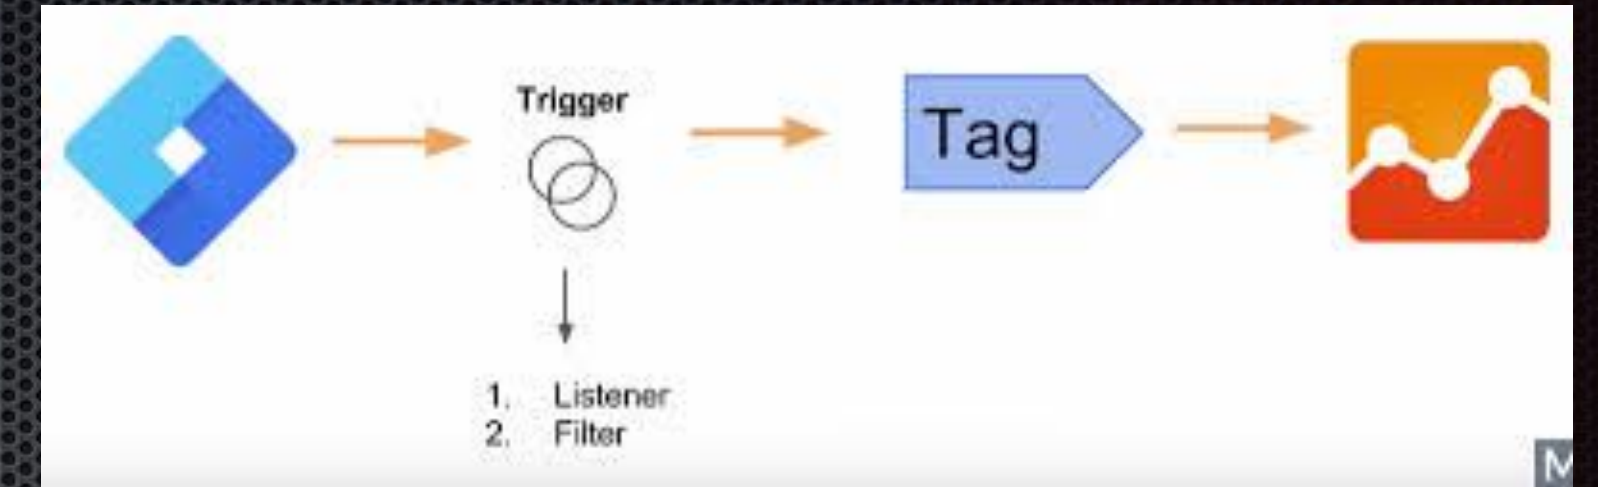 Trigger
Tag
1. Listener
2. Filter
M